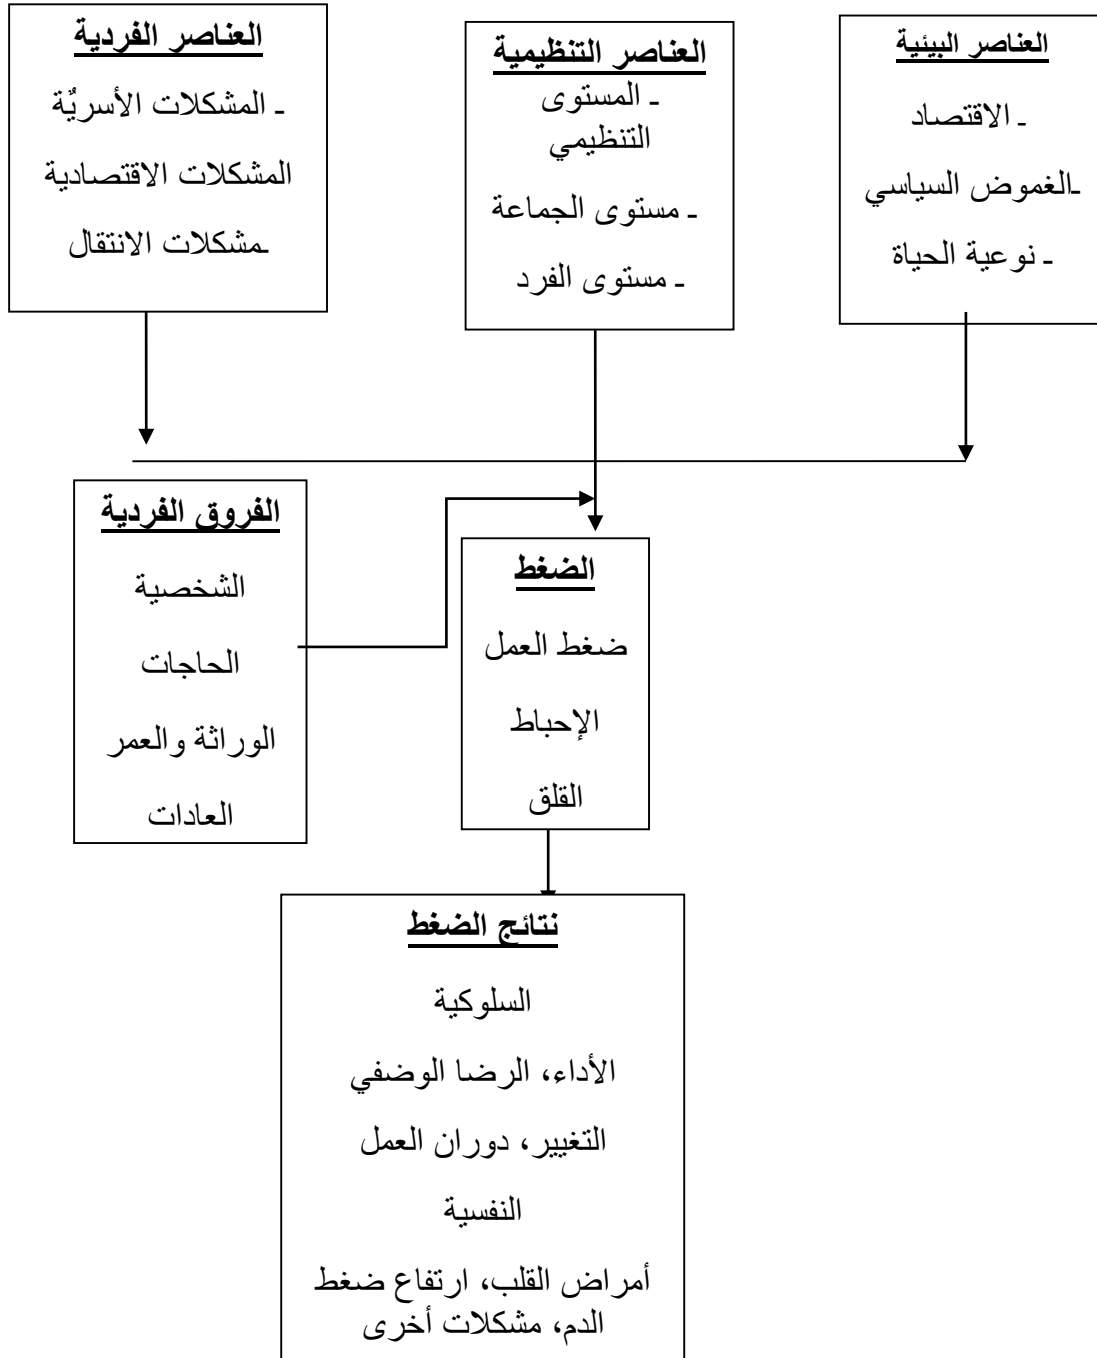 العناصر البيئية
ـ الاقتصاد
ـالغموض السياسي
ـ نوعية الحياة
العناصر التنظيمية
ـ المستوى
التنظيمي
ـ مستوى الجماعة
ـ مستوى الفرد
العناصر الفردية
ـ المشكلات الأسريٌة
المشكلات الاقتصادية
ـمشكلات الانتقال
الضغط
ضغط العمل
الإحباط
القلق
الفروق الفردية
الشخصية
الحاجات
الوراثة والعمر
العادات
نتائج الضغط
السلوكية
الأداء، الرضا الوضفي
التغيير، دوران العمل
النفسية
أمراض القلب، ارتفاع ضغط
الدم، مشكلات أخرى